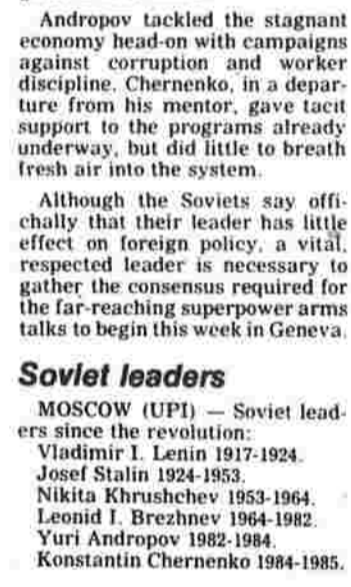 Andropov tackled the stagnant
economy head-on with campaigns
against corruption and worker
discipline. Chernenko, in a depar-
ture from his mentor, gave tacit
support to the programs already
underway, but did little to breath
fresh air into the system.
Although the Soviets say offi-
chally that their leader has little
effect on foreign policy, a vital,
respected leader is necessary to
gather the consensus required for
the far-reaching superpower arms
talks to begin this week in Geneva.
Soviet leaders
MOSCOW (UPI) — Soviet lead-
ers since the revolution:
Vladimir I. Lenin 1917-1924.
Josef Stalin 1924-1953.
Nikita Khrushchev 1953-1964.
Leonid I. Brezhnev 1964-1982.
Yuri Andropov 1982-1984.
Konstantin Chernenko 1984-1985.